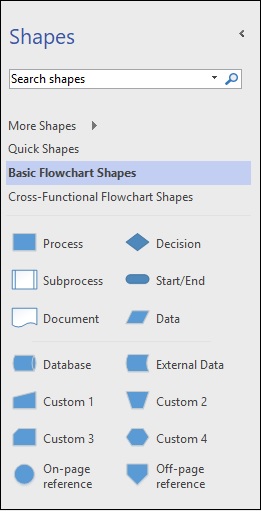 Shapes
Search shapes
More Shapes
Quick Shapes
Basic Flowchart Shapes
Cross-Functional Flowchart Shapes
Process
Decision
Subprocess
Start/End
Document
Data
Database
External Data
Custom 1
Custom 2
Custom 3
Custom 4
On-page
reference
Off-page
reference